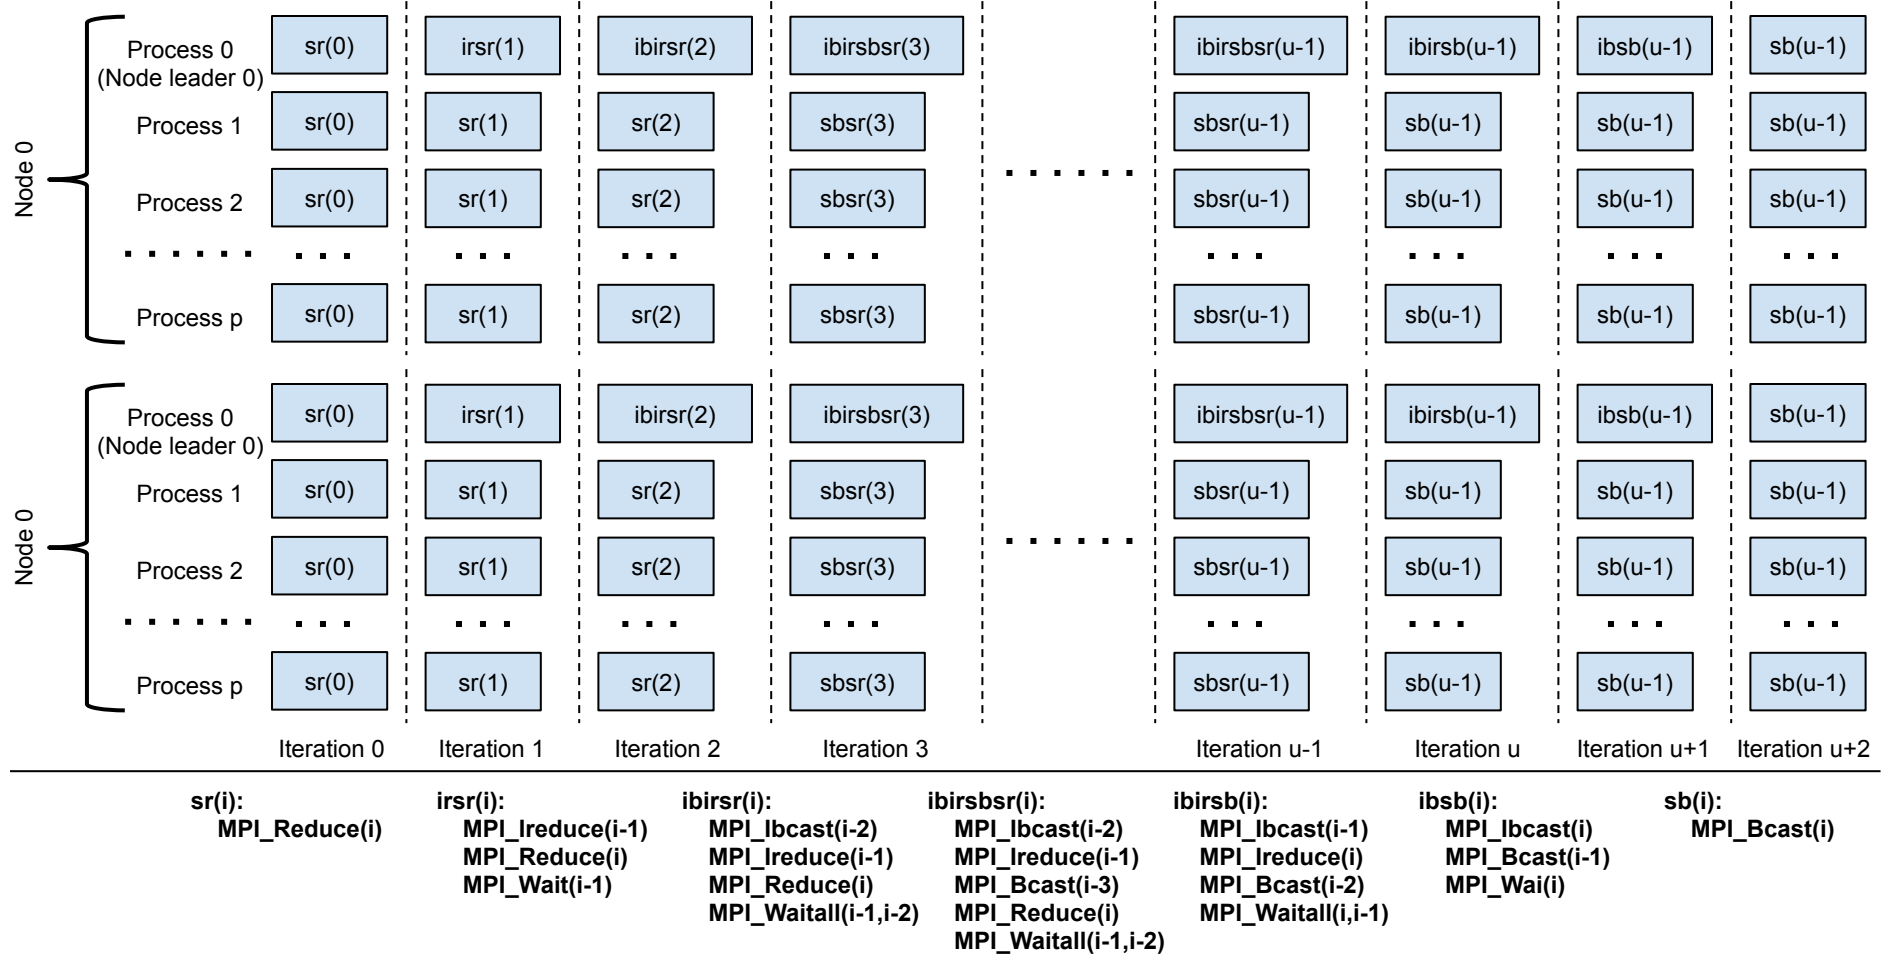 Node 0
Process 0
(Node leader 0)
sr(0) irsr(1) ibirsr(2) ibirsbsr(3) ibirsbsr(u-1) ibirsb(u-1) ibsb(u-1) sb(u-1)
Process 1 sr(0) sr(1) sr(2) sbsr(3) sbsr(u-1) sb(u-1) sb(u-1) sb(u-1)
Process 2 sr(0) sr(1) sr(2) sbsr(3) sbsr(u-1) sb(u-1) sb(u-1) sb(u-1)
Process p sr(0) sr(1) sr(2) sbsr(3) sbsr(u-1) sb(u-1) sb(u-1) sb(u-1)
Node 0
Process 0
(Node leader 0)
sr(0) irsr(1) ibirsr(2) ibirsbsr(3) ibirsbsr(u-1) ibirsb(u-1) ibsb(u-1) sb(u-1)
Process 1 sr(0) sr(1) sr(2) sbsr(3) sbsr(u-1) sb(u-1) sb(u-1) sb(u-1)
Process 2 sr(0) sr(1) sr(2) sbsr(3) sbsr(u-1) sb(u-1) sb(u-1) sb(u-1)
Process p sr(0) sr(1) sr(2) sbsr(3) sbsr(u-1) sb(u-1) sb(u-1) sb(u-1)
Iteration 0 Iteration 1 Iteration 2 Iteration 3 Iteration u-1 Iteration u Iteration u+1 Iteration u+2
sr(i):
MPI_Reduce(i)
irsr(i):
MPI_Ireduce(i-1)
MPI_Reduce(i)
MPI_Wait(i-1)
ibirsr(i):
MPI_Ibcast(i-2)
MPI_Ireduce(i-1)
MPI_Reduce(i)
MPI_Waitall(i-1,i-2)
ibirsbsr(i):
MPI_Ibcast(i-2)
MPI_Ireduce(i-1)
MPI_Bcast(i-3)
MPI_Reduce(i)
MPI_Waitall(i-1,i-2)
ibirsb(i):
MPI_Ibcast(i-1)
MPI_Ireduce(i)
MPI_Bcast(i-2)
MPI_Waitall(i,i-1)
ibsb(i):
MPI_Ibcast(i)
MPI_Bcast(i-1)
MPI_Wai(i)
sb(i):
MPI_Bcast(i)